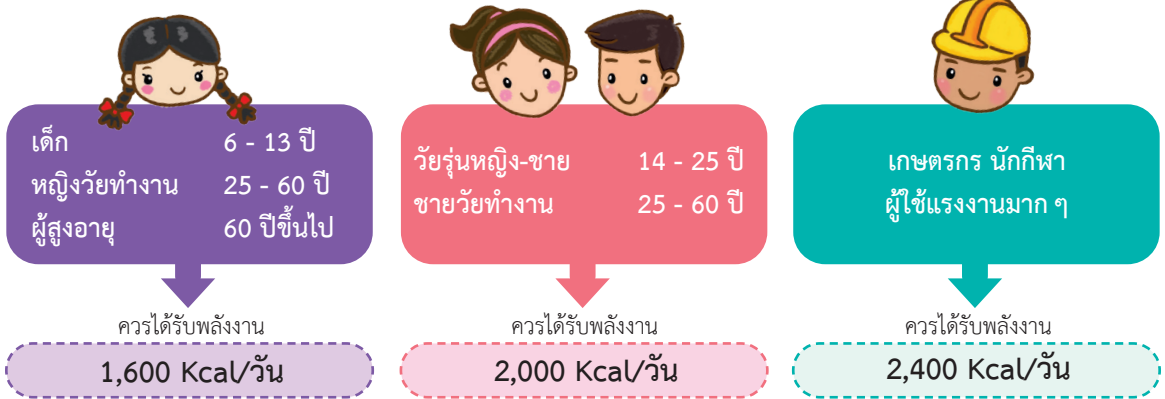 เด็ก 6 - 13 ปี
หญิงวัยทำงาน 25 - 60 ปี
ผู้สูงอายุ 60 ปีขึ้นไป
ควรได้รับพลังงาน
1,600 Kcal/วัน
วัยรุ่นหญิง-ชาย 14 - 25 ปี
ชายวัยทำงาน 25 - 60 ปี
ควรได้รับพลังงาน
2,000 Kcal/วัน
เกษตรกร นักกีฬา
ผู้ใช้แรงงานมาก ๆ
ควรได้รับพลังงาน
2,400 Kcal/วัน